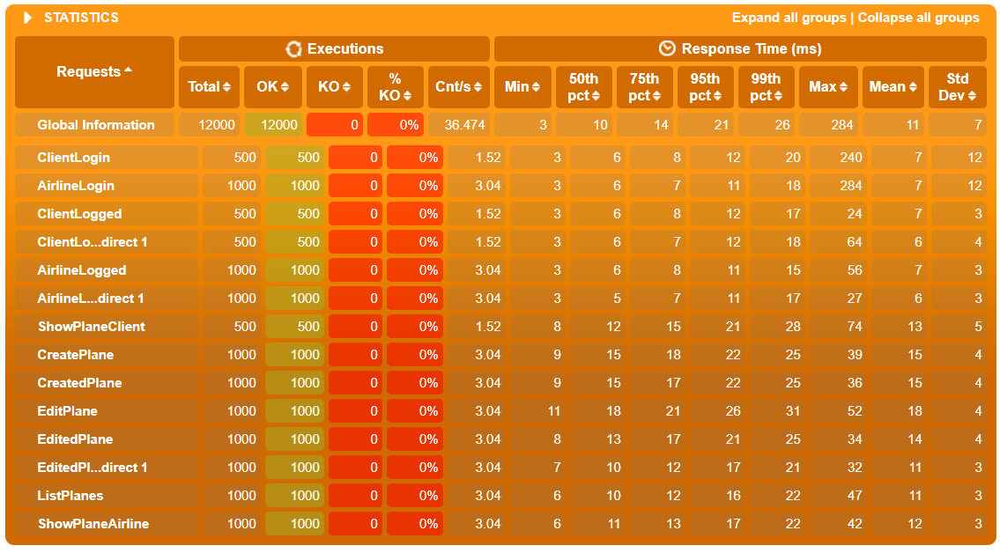 STATISTICS Expand all groups | Collapse all groups
Requests Executions Response Time (ms)
Total OK KO % KO Cnt/s Min 50th pct 75th pct 95th pct 99th pct Max Mean Std Dev
Global Information 12000 12000 0 0% 36.474 3 10 14 21 26 284 11 7
ClientLogin 500 500 0 0% 1.52 3 6 8 12 20 240 7 12
AirlineLogin 1000 1000 0 0% 3.04 3 6 7 11 18 284 7 12
ClientLogged 500 500 0 0% 1.52 3 6 8 12 17 24 7 3
ClientLo...direct 1 500 500 0 0% 1.52 3 6 7 12 18 64 6 4
AirlineLogged 1000 1000 0 0% 3.04 3 6 8 11 15 56 7 3
AirlineL...direct 1 1000 1000 0 0% 3.04 3 5 7 11 17 27 6 3
ShowPlaneClient 500 500 0 0% 1.52 8 12 15 21 28 74 13 5
CreatePlane 1000 1000 0 0% 3.04 9 15 18 22 25 39 15 4
CreatedPlane 1000 1000 0 0% 3.04 9 15 17 22 25 36 15 4
EditPlane 1000 1000 0 0% 3.04 11 18 21 26 31 52 18 4
EditedPlane 1000 1000 0 0% 3.04 8 13 17 21 25 34 14 4
EditedPl...direct 1 1000 1000 0 0% 3.04 7 10 12 17 21 32 11 3
ListPlanes 1000 1000 0 0% 3.04 6 10 12 16 22 47 11 3
ShowPlaneAirline 1000 1000 0 0% 3.04 6 11 13 17 22 42 12 3